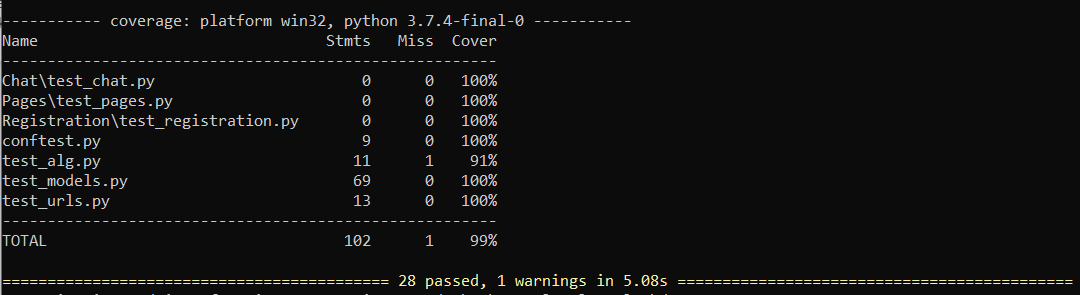 ----------- coverage: platform win32, python 3.7.4-final-0 -----------
Name                                Stmts   Miss  Cover
-------------------------------------------------------
Chat\test_chat.py                       0      0   100%
Pages\test_pages.py                     0      0   100%
Registration\test_registration.py       0      0   100%
conftest.py                             9      0   100%
test_alg.py                            11      1    91%
test_models.py                         69      0   100%
test_urls.py                           13      0   100%
-------------------------------------------------------
TOTAL                                 102      1    99%
=========================================== 28 passed, 1 warnings in 5.08s ============================================